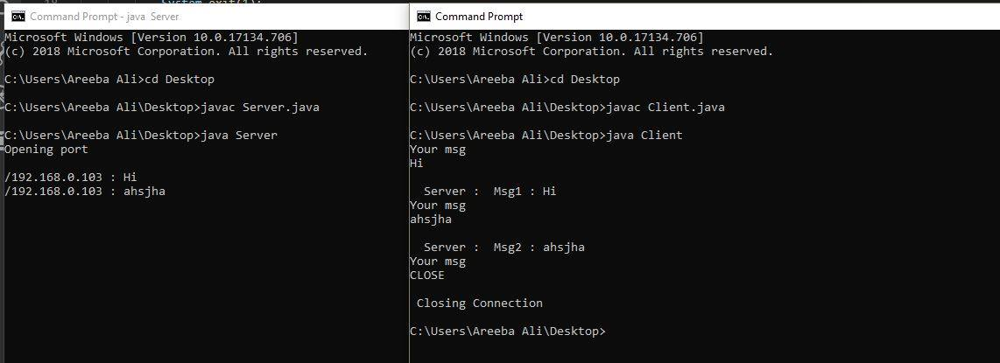 18 System.exit(1);
Command Prompt - java  Server
Microsoft Windows [Version 10.0.17134.706]
(c) 2018 Microsoft Corporation. All rights reserved.
C:\Users\Areeba Ali>cd Desktop
C:\Users\Areeba Ali\Desktop>javac Server.java
C:\Users\Areeba Ali\Desktop>java Server
Opening port
/192.168.0.103 : Hi
/192.168.0.103 : ahsjha
Command Prompt
Microsoft Windows [Version 10.0.17134.706]
(c) 2018 Microsoft Corporation. All rights reserved.
C:\Users\Areeba Ali>cd Desktop
C:\Users\Areeba Ali\Desktop>javac Client.java
C:\Users\Areeba Ali\Desktop>java Client
Your msg
Hi
  Server :  Msg1 : Hi
Your msg
ahsjha
  Server :  Msg2 : ahsjha
Your msg
CLOSE
 Closing Connection
C:\Users\Areeba Ali\Desktop>